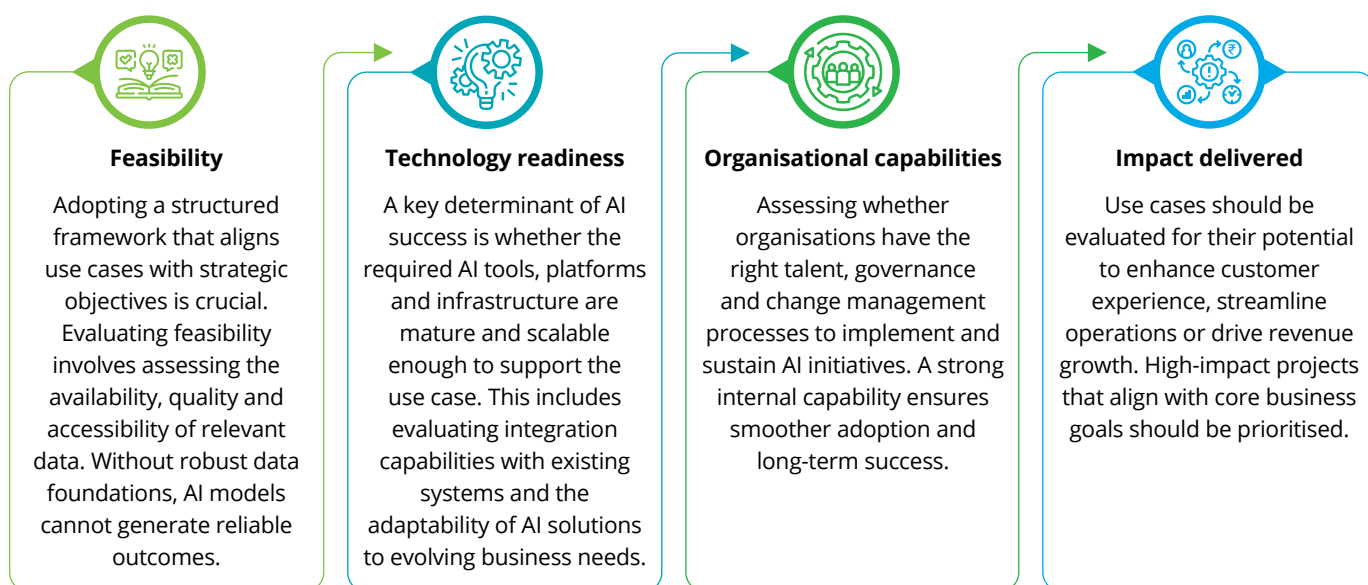 Feasibility
Adopting a structured
framework that aligns
use cases with strategic
objectives is crucial.
Evaluating feasibility
involves assessing the
availability, quality and
accessibility of relevant
data. Without robust data
foundations, AI models
cannot generate reliable
outcomes.
Technology readiness
A key determinant of AI
success is whether the
required AI tools, platforms
and infrastructure are
mature and scalable
enough to support the
use case. This includes
evaluating integration
capabilities with existing
systems and the
adaptability of AI solutions
to evolving business needs.
Organisational capabilities
Assessing whether
organisations have the
right talent, governance
and change management
processes to implement and
sustain AI initiatives. A strong
internal capability ensures
smoother adoption and
long-term success.
₹
Impact delivered
Use cases should be
evaluated for their potential
to enhance customer
experience, streamline
operations or drive revenue
growth. High-impact projects
that align with core business
goals should be prioritised.